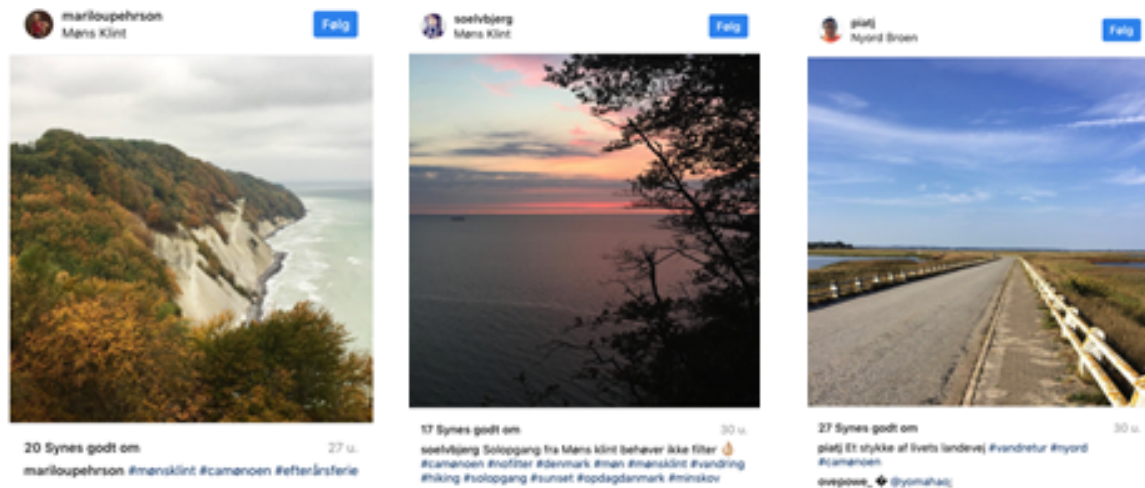 mariloupehrson
Møns Klint
Følg
20 Synes godt om
27 u.
mariloupehrson #mønsklint #camønoen #efterårsferie
soelvbjerg
Møns Klint
Følg
17 Synes godt om
30 u.
soelvbjerg Solopgang fra Møns klint behøver ikke filter 👌
#camønoen #nofilter #denmark #møn #mønsklint #vandring
#hiking #solopgang #sunset #opdagdanmark #minskov
piatj
Nyord Broen
Følg
27 Synes godt om
30 u.
piatj Et stykke af livets landevej #vandretur #nyord
#camønoen
ovepowe_ � @yomahao;